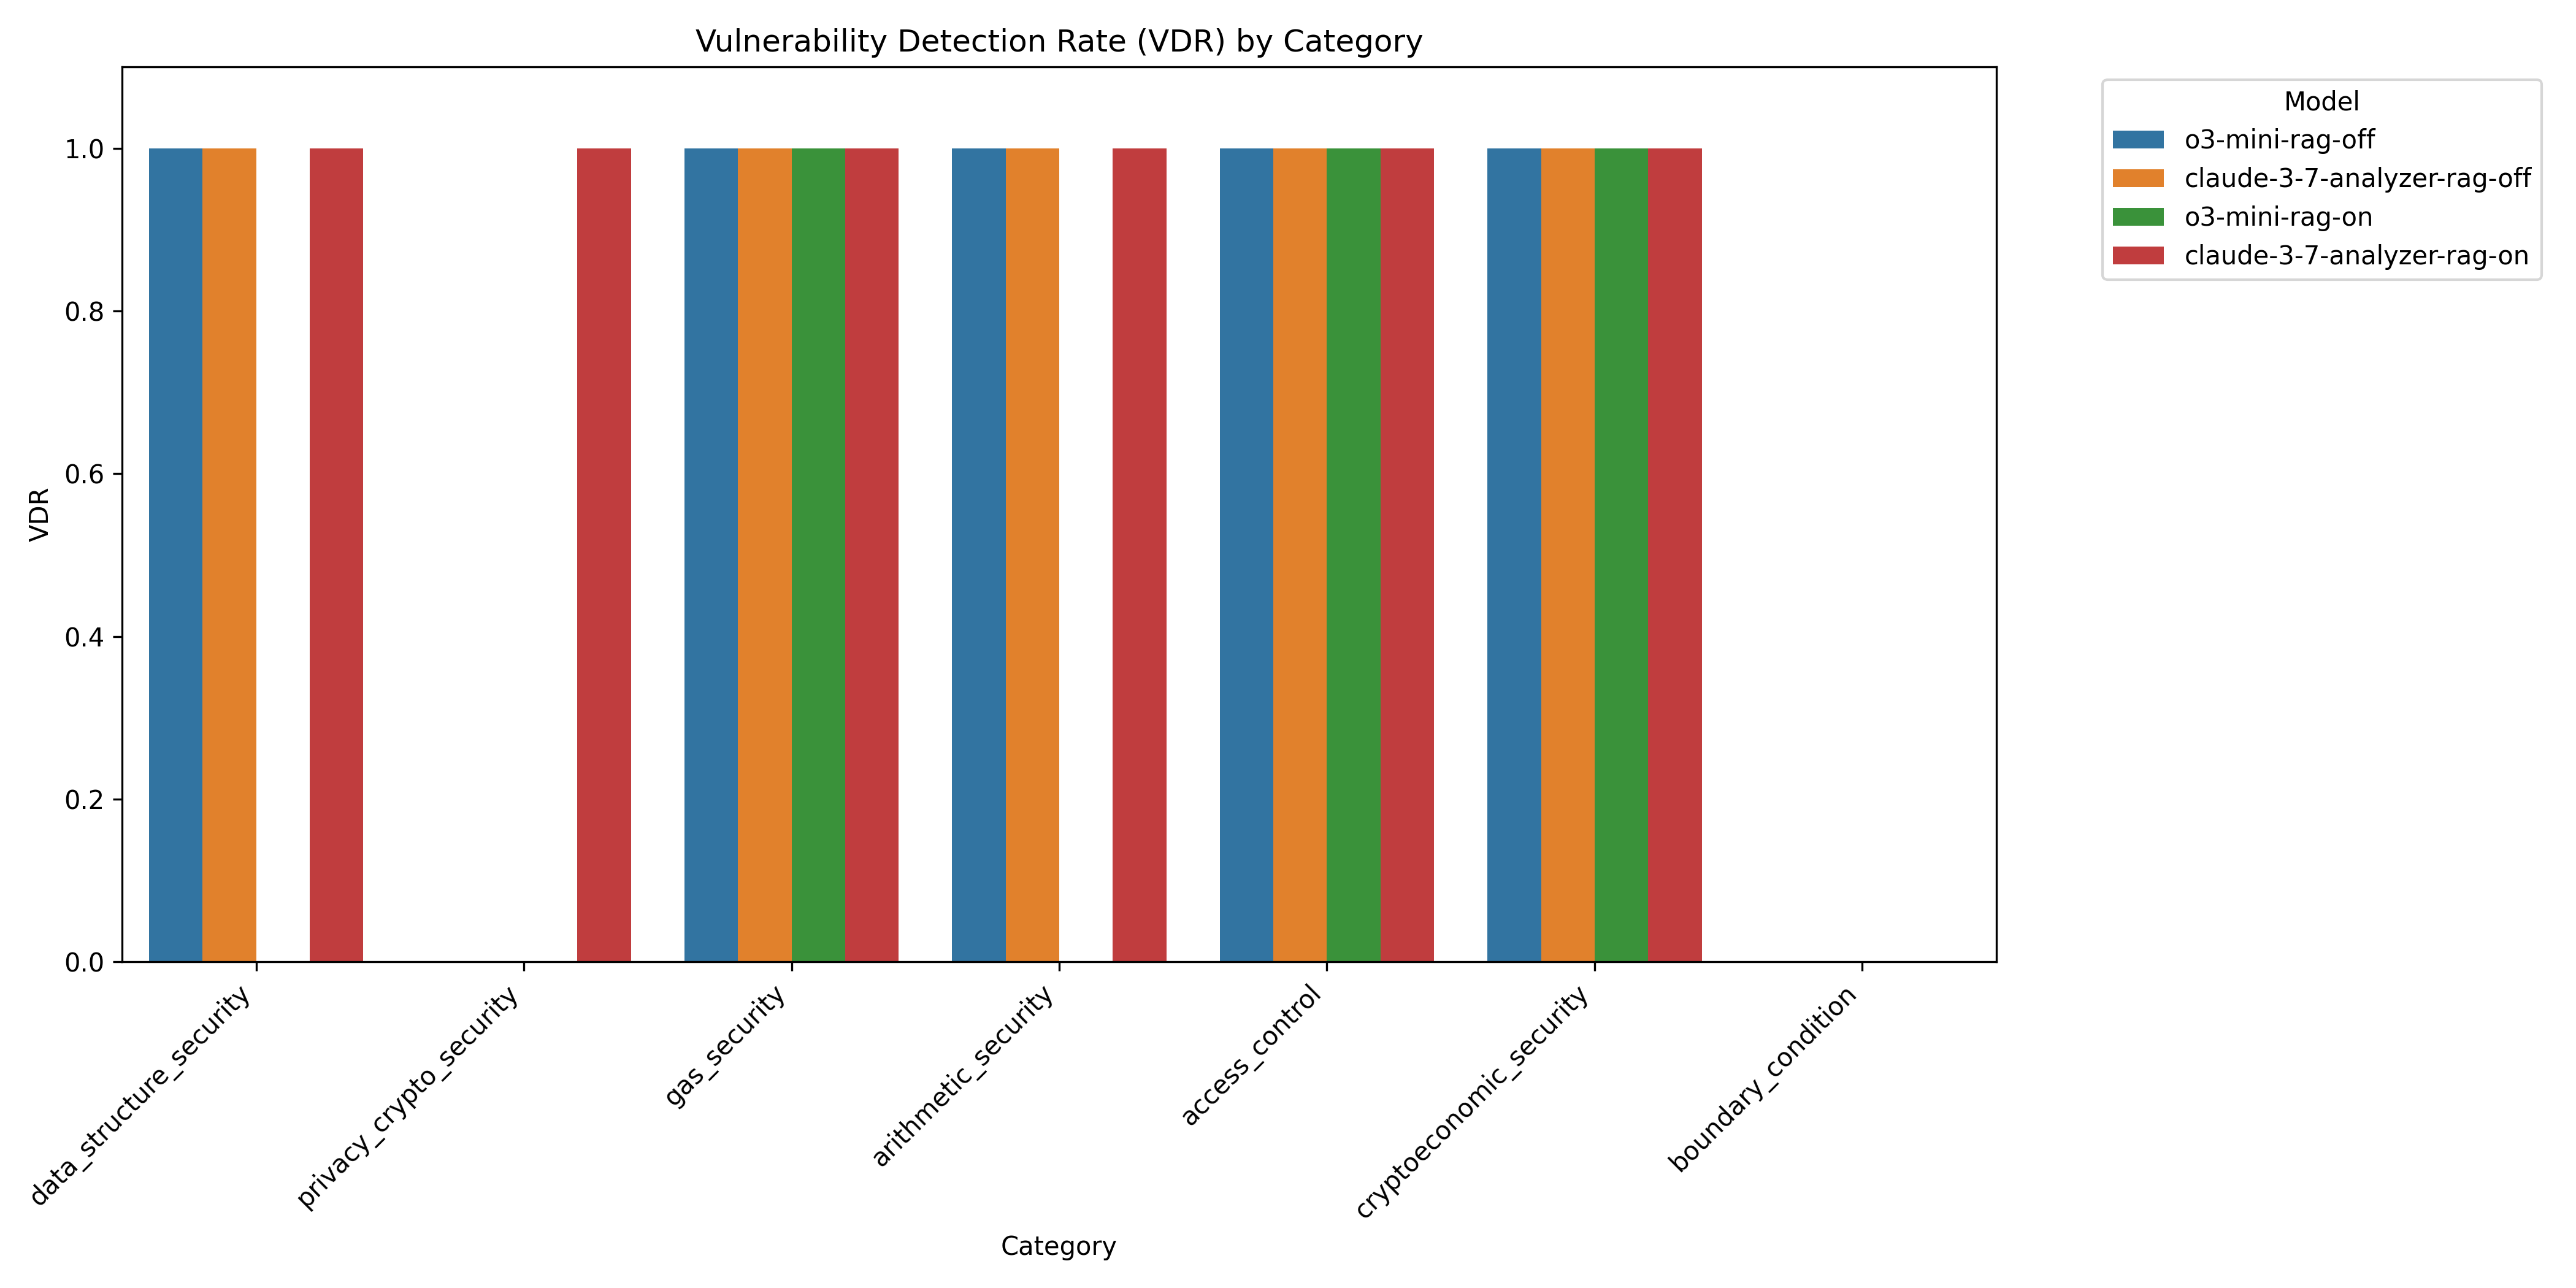 Vulnerability Detection Rate (VDR) by Category
Model
o3-mini-rag-off
claude-3-7-analyzer-rag-off
o3-mini-rag-on
claude-3-7-analyzer-rag-on
VDR
1.0
0.8
0.6
0.4
0.2
0.0
data_structure_security
privacy_crypto_security
gas_security
arithmetic_security
access_control
cryptoeconomic_security
boundary_condition
Category